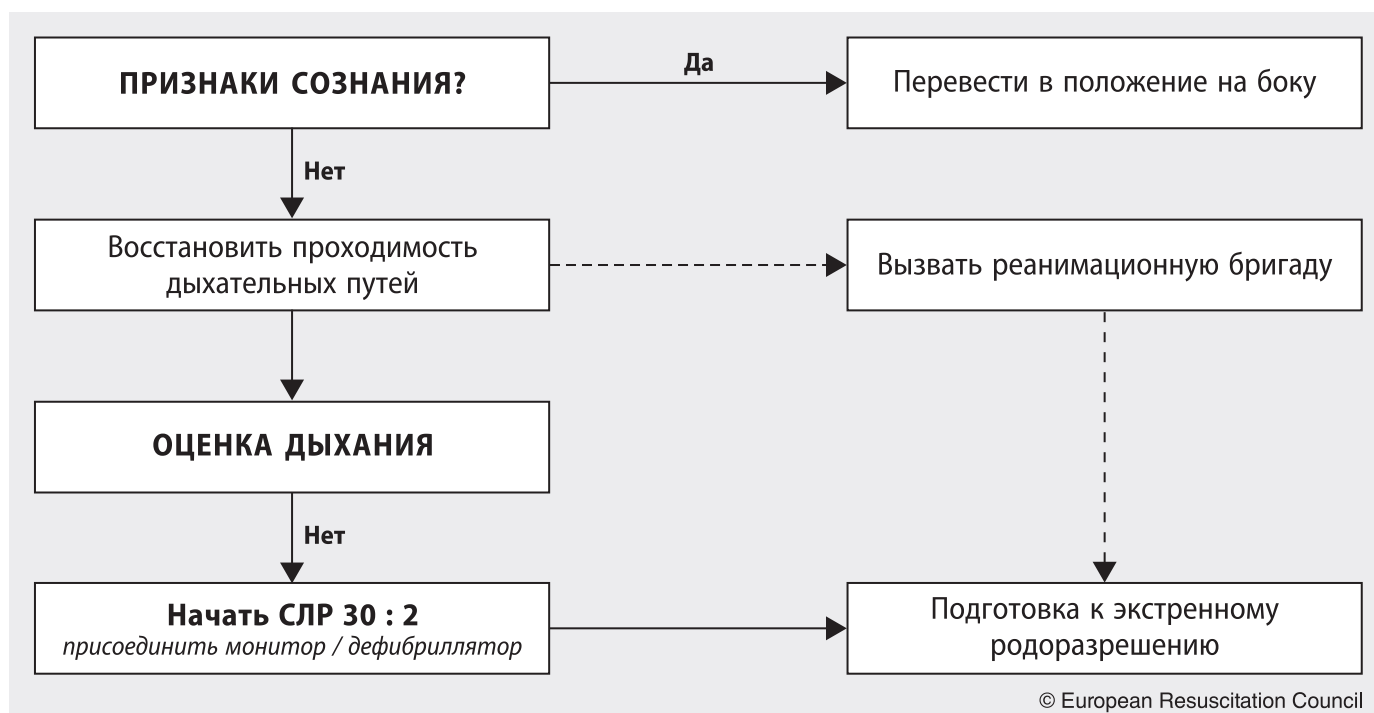 ПРИЗНАКИ СОЗНАНИЯ?
Да
Перевести в положение на боку
Нет
Восстановить проходимость
дыхательных путей
Вызвать реанимационную бригаду
ОЦЕНКА ДЫХАНИЯ
Нет
Начать СЛР 30 : 2
присоединить монитор / дефибриллятор
Подготовка к экстренному
родоразрешению
© European Resuscitation Council